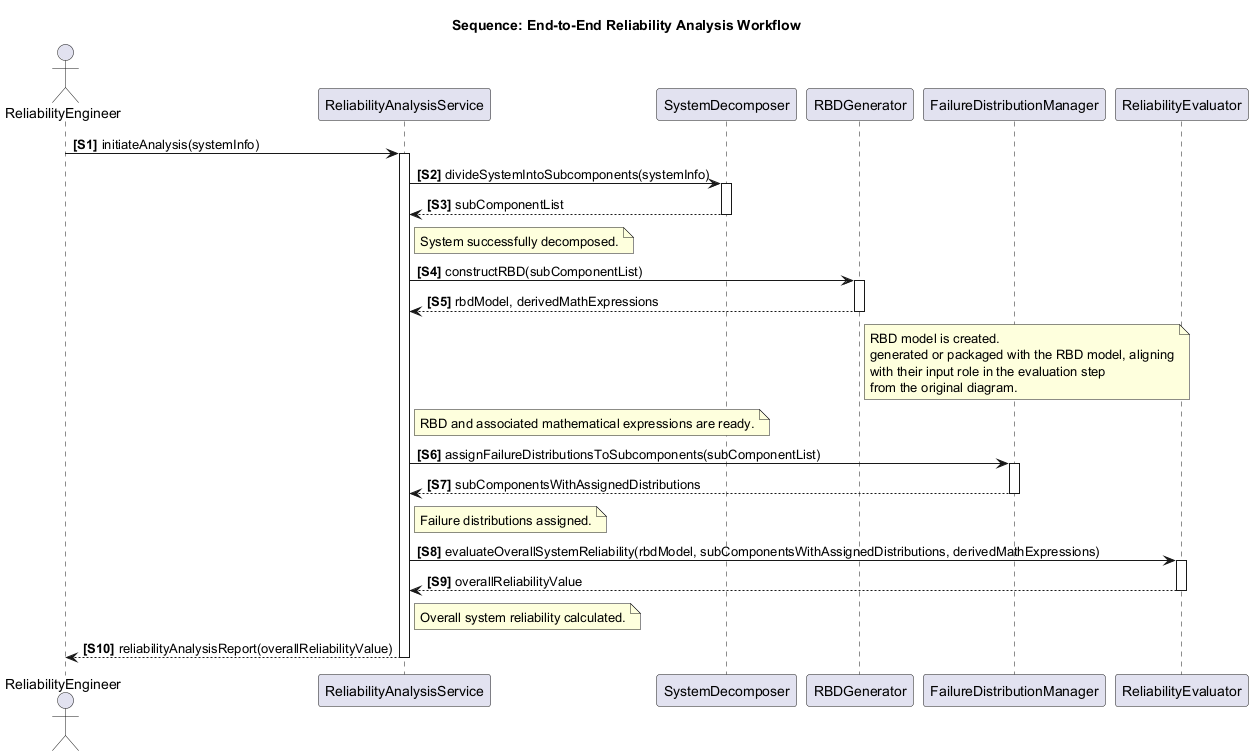 Sequence: End-to-End Reliability Analysis Workflow
ReliabilityEngineer
ReliabilityAnalysisService
SystemDecomposer
RBDGenerator
FailureDistributionManager
ReliabilityEvaluator
[S1] initiateAnalysis(systemInfo)
[S2] divideSystemIntoSubcomponents(systemInfo)
[S3] subComponentList
System successfully decomposed.
[S4] constructRBD(subComponentList)
[S5] rbdModel, derivedMathExpressions
RBD model is created.
generated or packaged with the RBD model, aligning
with their input role in the evaluation step
from the original diagram.
RBD and associated mathematical expressions are ready.
[S6] assignFailureDistributionsToSubcomponents(subComponentList)
[S7] subComponentsWithAssignedDistributions
Failure distributions assigned.
[S8] evaluateOverallSystemReliability(rbdModel, subComponentsWithAssignedDistributions, derivedMathExpressions)
[S9] overallReliabilityValue
Overall system reliability calculated.
[S10] reliabilityAnalysisReport(overallReliabilityValue)
ReliabilityEngineer
ReliabilityAnalysisService
SystemDecomposer
RBDGenerator
FailureDistributionManager
ReliabilityEvaluator